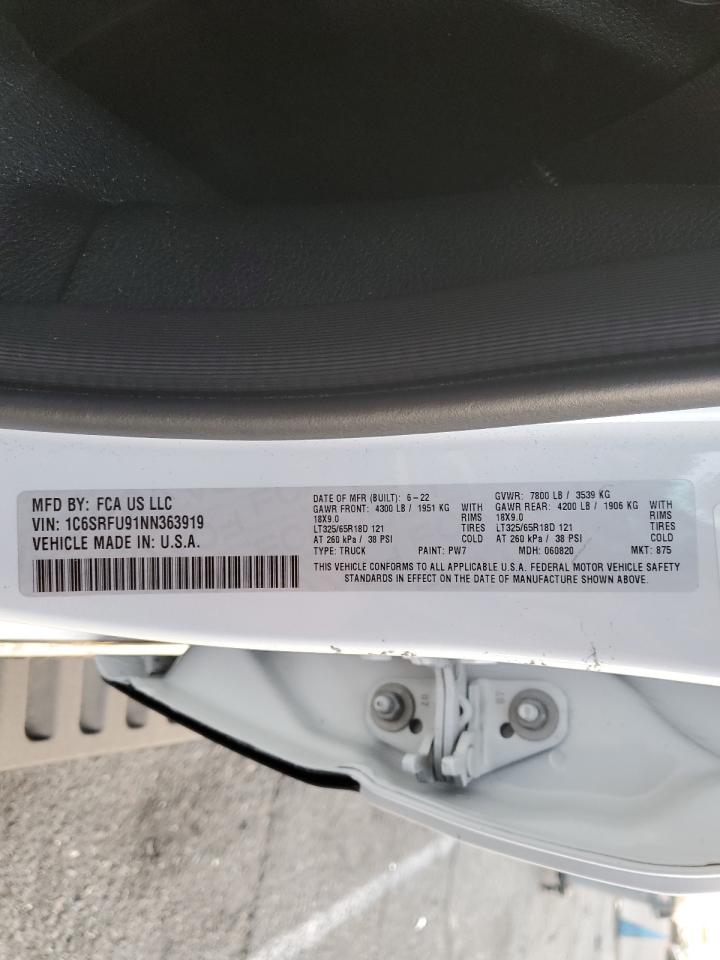 MFD BY: FCA US LLC
VIN: 1C6SRFU91NN363919
VEHICLE MADE IN: U.S.A.
DATE OF MFR (BUILT): 6-22 GVWR: 7800 LB / 3539 KG
GAWR FRONT: 4300 LB / 1951 KG WITH GAWR REAR: 4200 LB / 1906 KG WITH
18X9.0 RIMS 18X9.0 RIMS
LT325/65R18D 121 TIRES LT325/65R18D 121 TIRES
AT 260 kPa / 38 PSI COLD AT 260 kPa / 38 PSI COLD
TYPE: TRUCK PAINT: PW7 MDH: 060820 MKT: 875
THIS VEHICLE CONFORMS TO ALL APPLICABLE U.S.A. FEDERAL MOTOR VEHICLE SAFETY
STANDARDS IN EFFECT ON THE DATE OF MANUFACTURE SHOWN ABOVE.